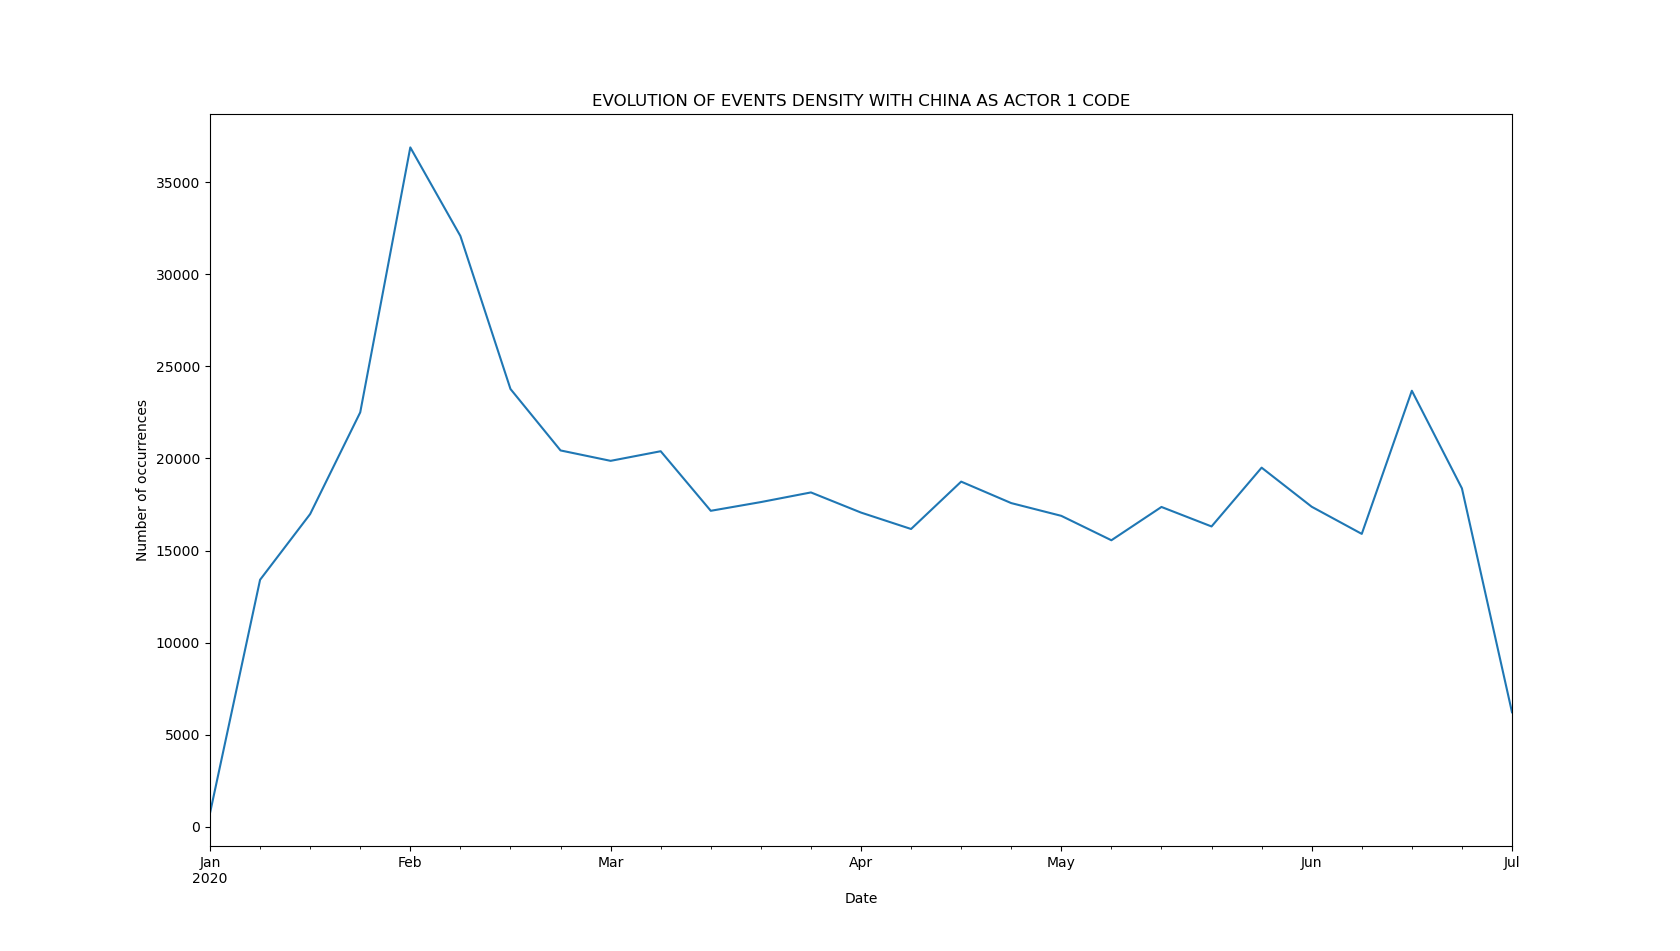 EVOLUTION OF EVENTS DENSITY WITH CHINA AS ACTOR 1 CODE
35000
30000
25000
20000
15000
10000
5000
0
Number of occurrences
Jan Feb Mar Apr May Jun Jul
2020
Date